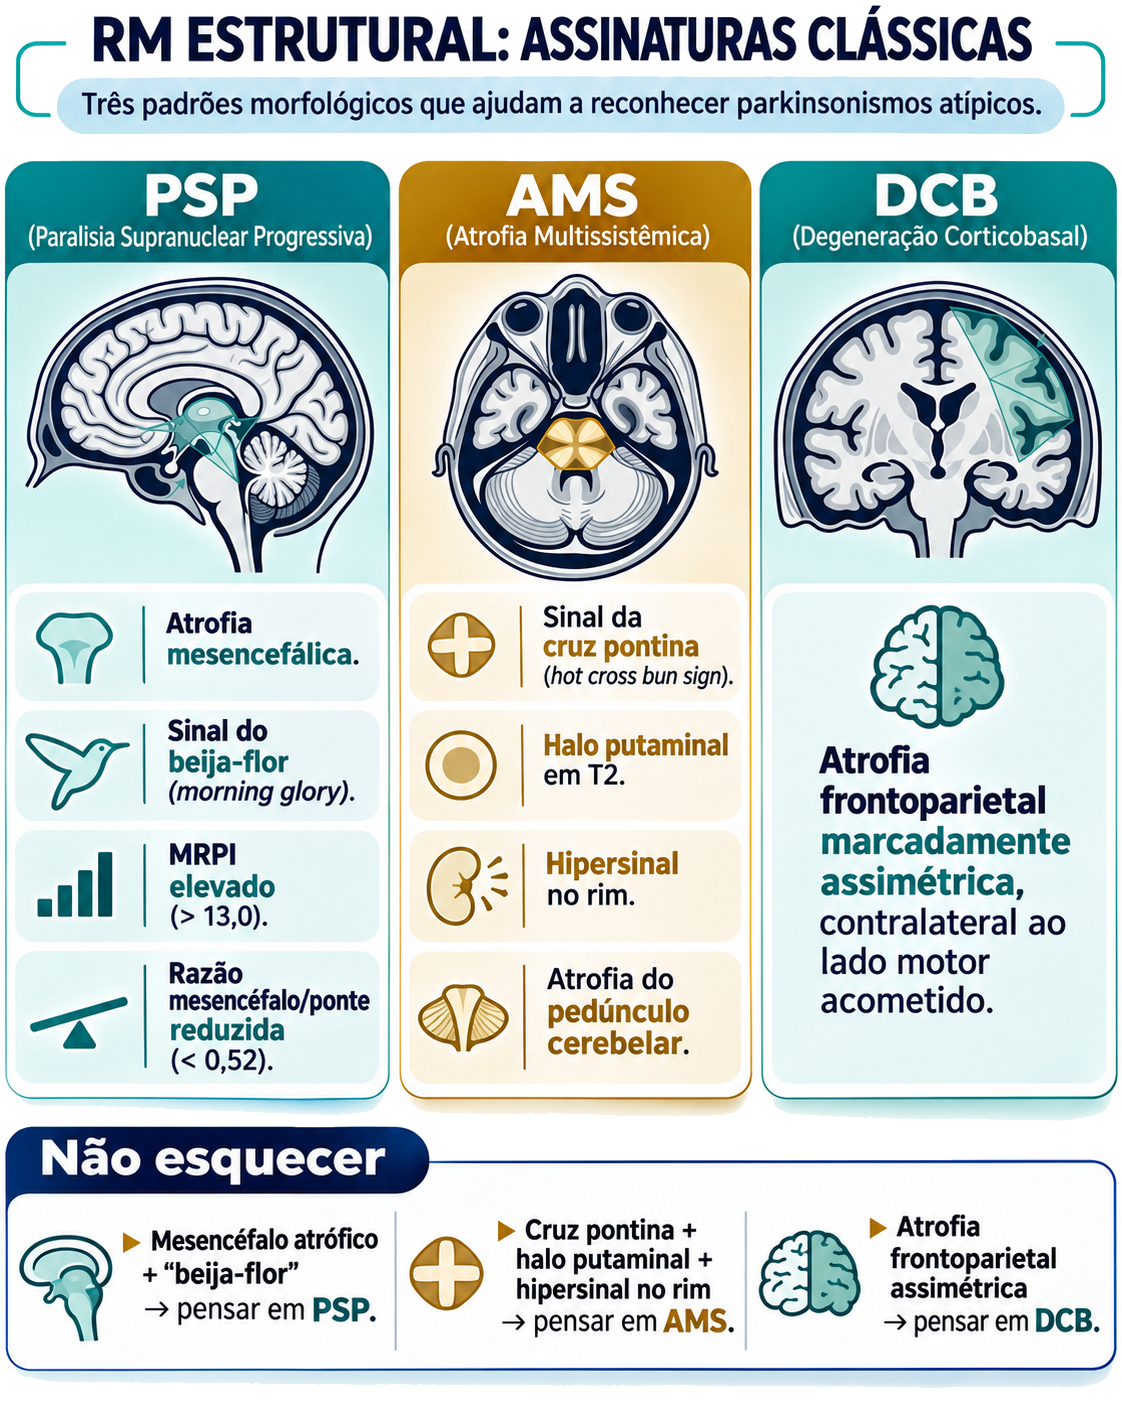 RM ESTRUTURAL: ASSINATURAS CLÁSSICAS
Três padrões morfológicos que ajudam a reconhecer parkinsonismos atípicos.
PSP
(Paralisia Supranuclear Progressiva)
Atrofia
mesencefálica.
Sinal do
beija-flor
(morning glory).
MRPI
elevado
(> 13,0).
Razão
mesencéfalo/ponte
reduzida
(< 0,52).
AMS
(Atrofia Multissistêmica)
Sinal da
cruz pontina
(hot cross bun sign).
Halo putaminal
em T2.
Hipersinal
no rim.
Atrofia do
pedúnculo
cerebelar.
DCB
(Degeneração Corticobasal)
Atrofia
frontoparietal
marcadamente
assimétrica,
contralateral ao
lado motor
acometido.
Não esquecer
▶ Mesencéfalo atrófico
+ “beija-flor”
→ pensar em PSP.
▶ Cruz pontina +
halo putaminal +
hipersinal no rim
→ pensar em AMS.
▶ Atrofia
frontoparietal
assimétrica
→ pensar em DCB.